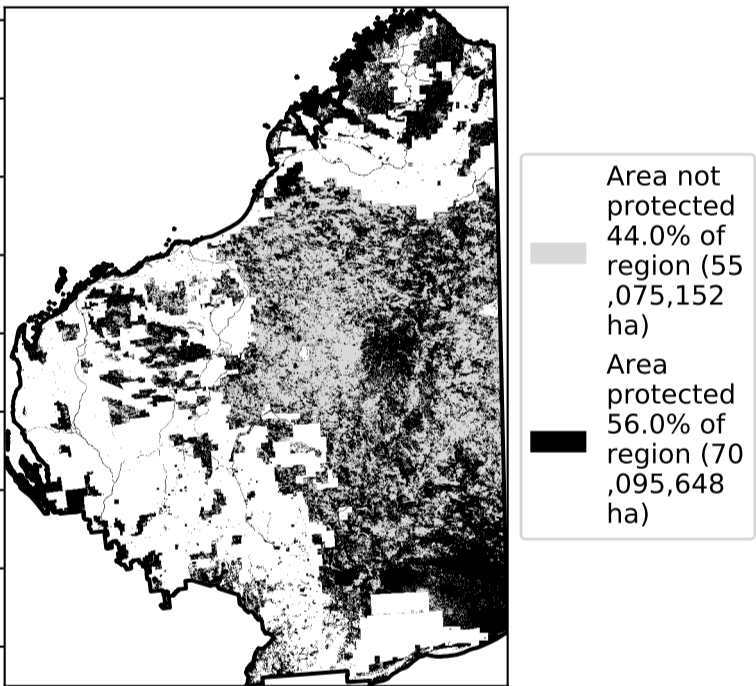 Area not
protected
44.0% of
region (55
,075,152
ha)
Area
protected
56.0% of
region (70
,095,648
ha)